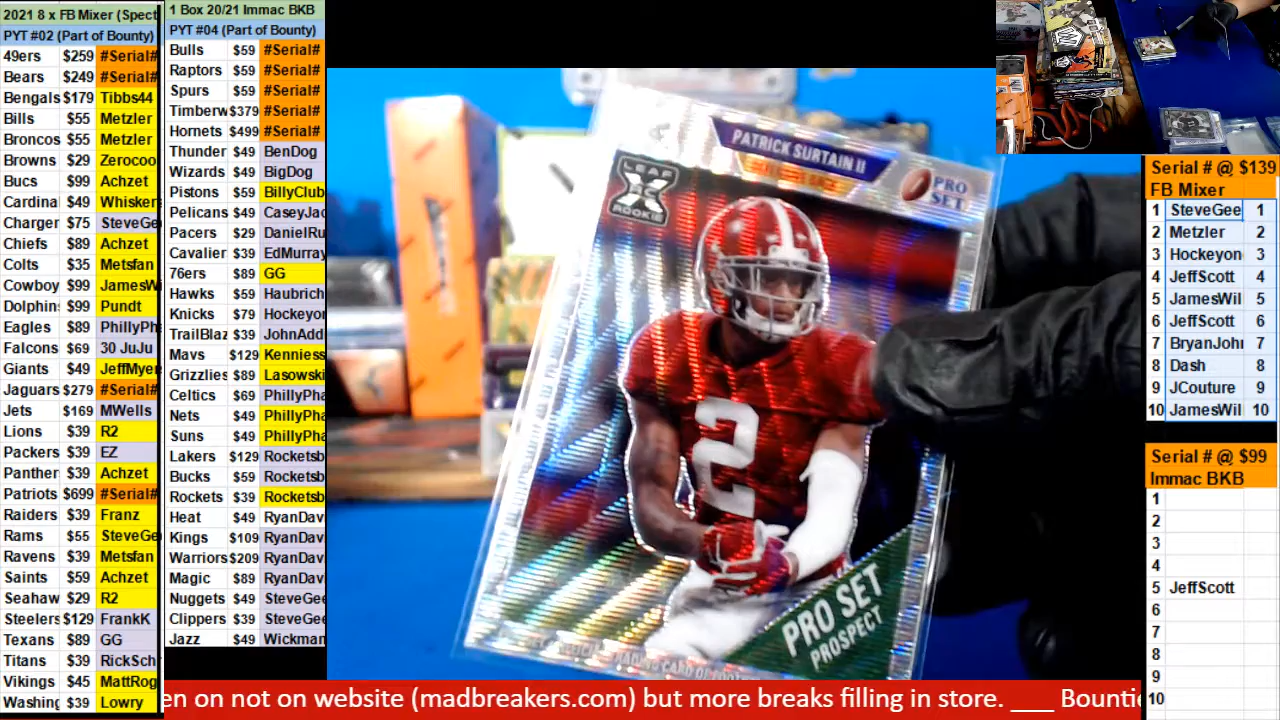 2021 8 x FB Mixer (Spect
PYT #02 (Part of Bounty)
49ers $259 #Serial#
Bears $249 #Serial#
Bengals $179 Tibbs44
Bills $55 Metzler
Broncos $55 Metzler
Browns $29 Zerocoo
Bucs $99 Achzet
Cardina $49 Whisker
Charger $75 SteveGe
Chiefs $89 Achzet
Colts $35 Metsfan
Cowboy $99 JamesWi
Dolphin $99 Pundt
Eagles $89 PhillyPh
Falcons $69 30 JuJu
Giants $49 JeffMyer
Jaguars $279 #Serial#
Jets $169 MWells
Lions $39 R2
Packers $39 EZ
Panther $39 Achzet
Patriots $699 #Serial#
Raiders $39 Franz
Rams $55 SteveGe
Ravens $39 Metsfan
Saints $59 Achzet
Seahaw $29 R2
Steelers $129 FrankK
Texans $89 GG
Titans $39 RickSch
Vikings $45 MattRog
Washing $39 Lowry
1 Box 20/21 Immac BKB
PYT #04 (Part of Bounty)
Bulls $59 #Serial#
Raptors $59 #Serial#
Spurs $59 #Serial#
Timberw $379 #Serial#
Hornets $499 #Serial#
Thunder $49 BenDog
Wizards $49 BigDog
Pistons $59 BillyClub
Pelicans $49 CaseyJac
Pacers $29 DanielRu
Cavalier $39 EdMurray
76ers $89 GG
Hawks $59 Haubrich
Knicks $79 Hockeyor
TrailBlaz $39 JohnAdd
Mavs $129 Kenniess
Grizzlies $89 Lasowski
Celtics $69 PhillyPha
Nets $49 PhillyPha
Suns $49 PhillyPha
Lakers $129 Rocketsb
Bucks $59 Rocketsb
Rockets $39 Rocketsb
Heat $49 RyanDav
Kings $109 RyanDav
Warriors $209 RyanDav
Magic $89 RyanDav
Nuggets $49 SteveGe
Clippers $39 SteveGe
Jazz $49 Wickman
PATRICK SURTAIN II
LEAF
X
ROOKIE
PRO
SET
2
PRO SET
PROSPECT
Serial # @ $139
FB Mixer
1 SteveGee 1
2 Metzler 2
3 Hockeyon 3
4 JeffScott 4
5 JamesWil 5
6 JeffScott 6
7 BryanJohn 7
8 Dash 8
9 JCouture 9
10 JamesWil 10
Serial # @ $99
Immac BKB
1
2
3
4
5 JeffScott
6
7
8
9
10
en on not on website (madbreakers.com) but more breaks filling in store. ___ Bountie